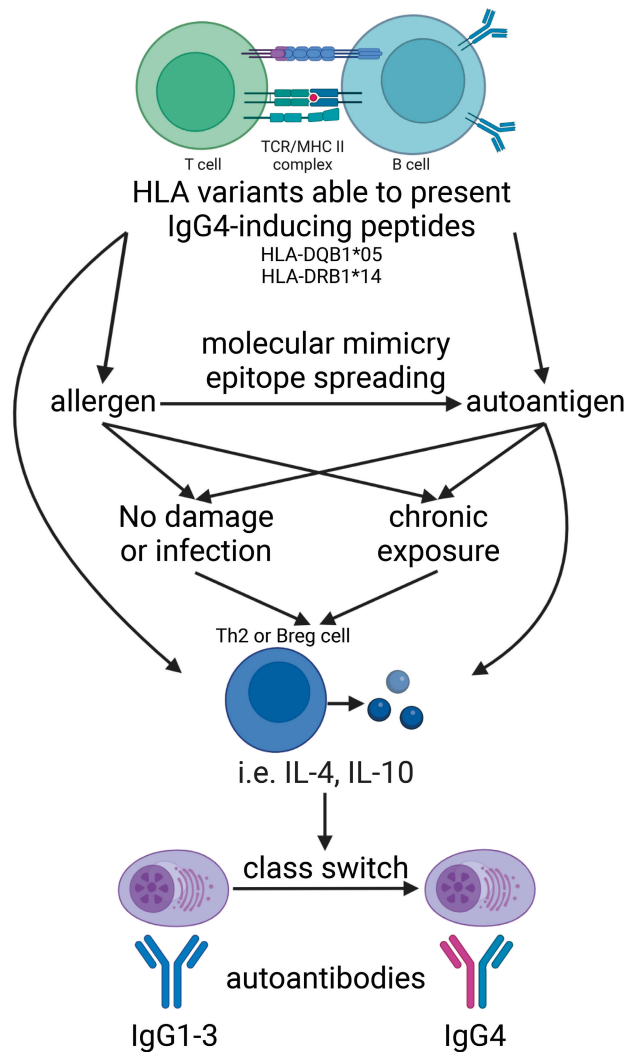 T cell
TCR/MHC II
complex
B cell
HLA variants able to present
IgG4-inducing peptides
HLA-DQB1*05
HLA-DRB1*14
molecular mimicry
epitope spreading
allergen
autoantigen
No damage
or infection
chronic
exposure
Th2 or Breg cell
i.e. IL-4, IL-10
class switch
autoantibodies
IgG1-3
IgG4